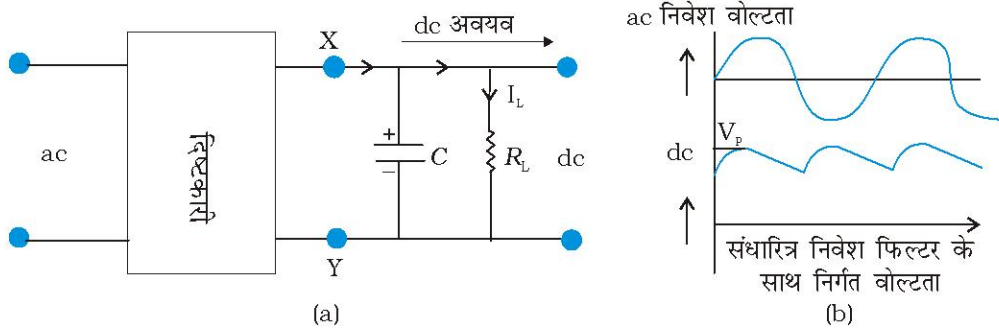 X
dc अवयव
I_L
ac
दिष्टकारी
+
−
C
R_L
dc
Y
(a)
ac निवेश वोल्टता
V_P
dc
संधारित्र निवेश फिल्टर के
साथ निर्गत वोल्टता
(b)